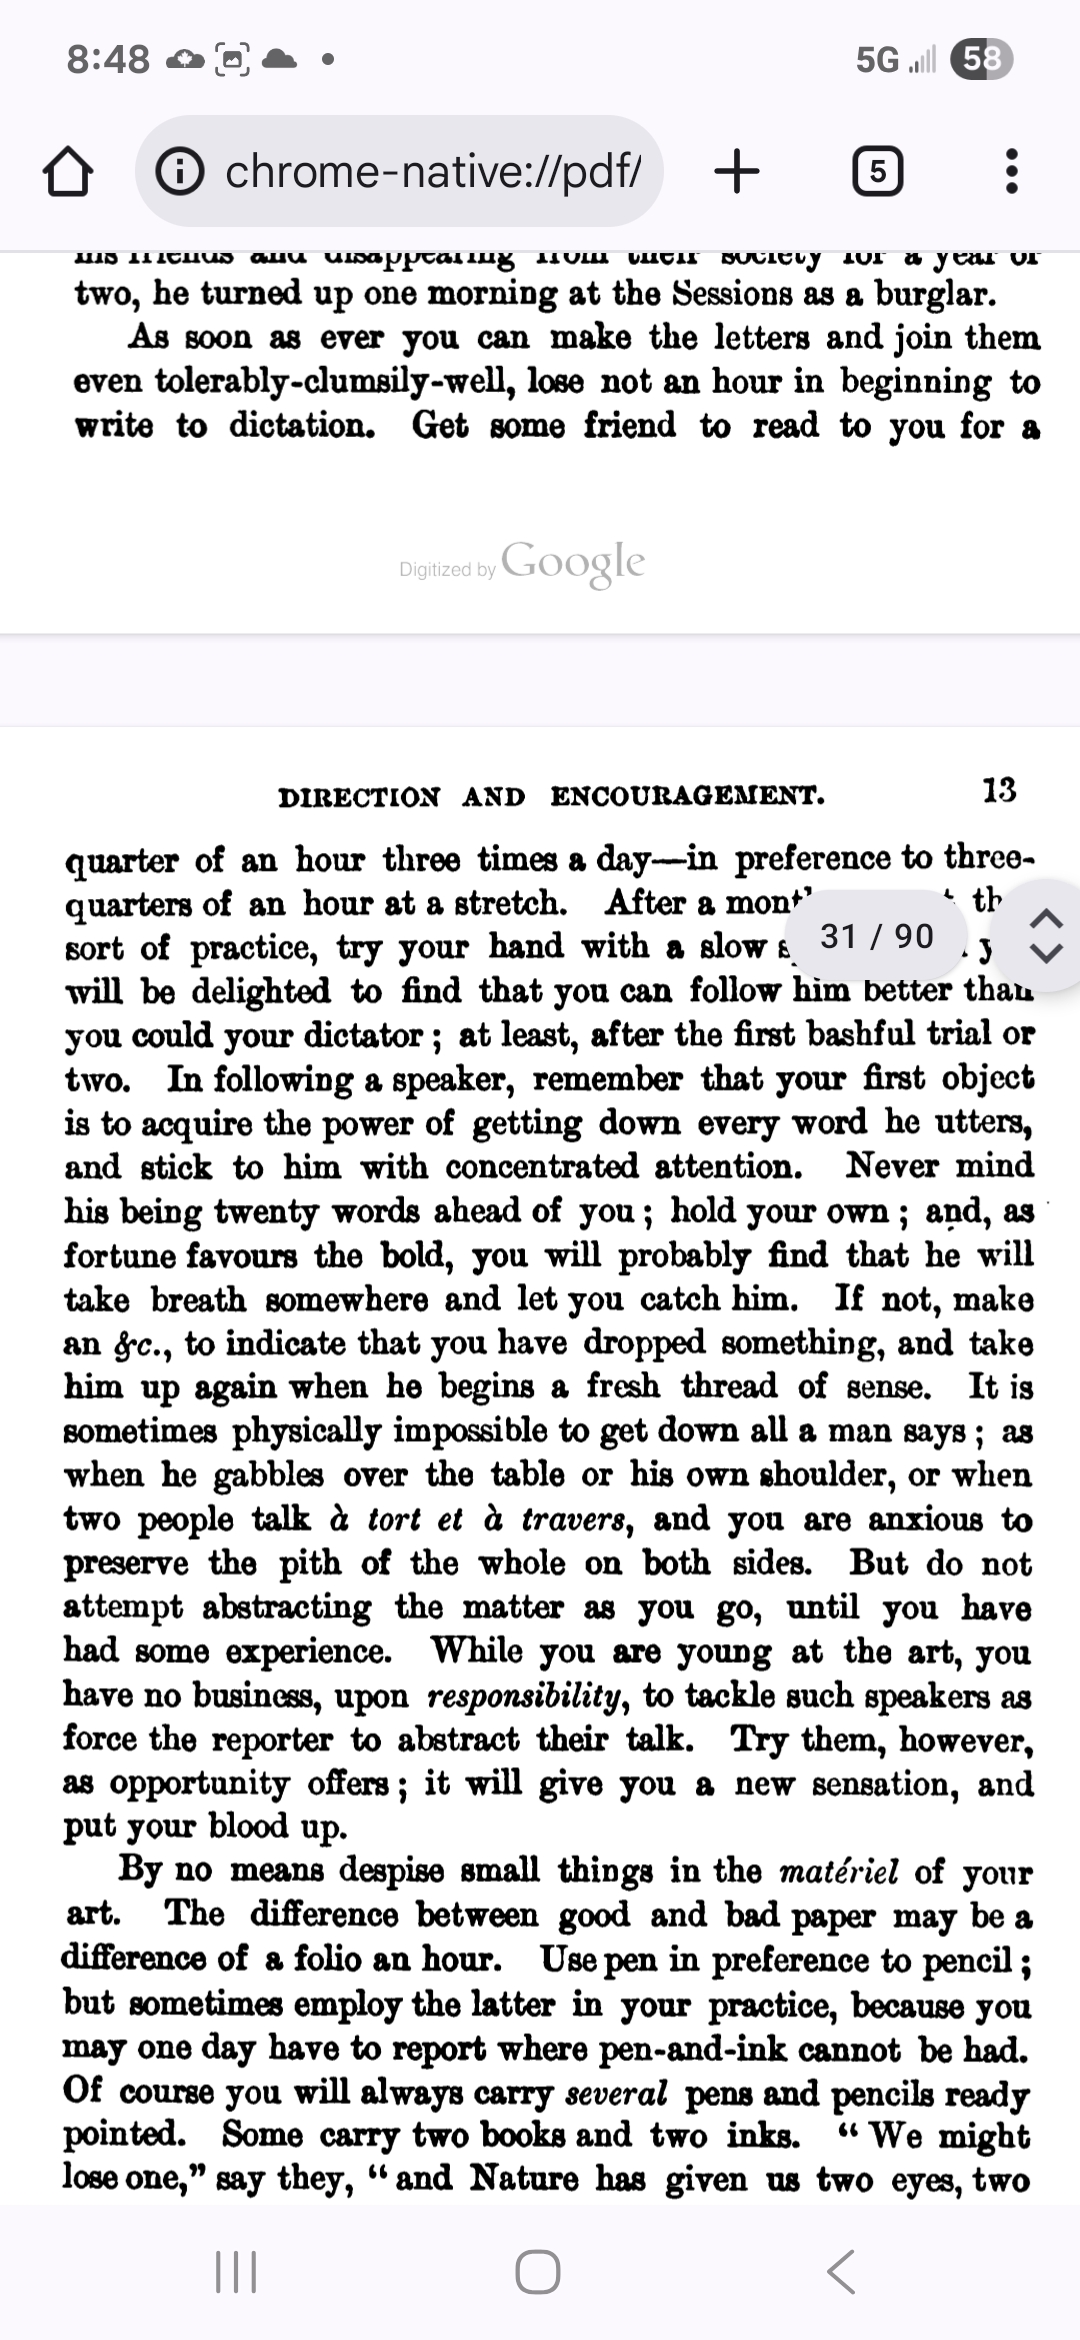 8:48
5G 58
chrome-native://pdf/
5
his friends and disappearing from their society for a year or
two, he turned up one morning at the Sessions as a burglar.
As soon as ever you can make the letters and join them
even tolerably-clumsily-well, lose not an hour in beginning to
write to dictation. Get some friend to read to you for a
Digitized by Google
DIRECTION AND ENCOURAGEMENT. 13
quarter of an hour three times a day—in preference to three-
quarters of an hour at a stretch. After a
sort of practice, try your hand with a slow
31 / 90
will be delighted to find that you can follow him better than
you could your dictator; at least, after the first bashful trial or
two. In following a speaker, remember that your first object
is to acquire the power of getting down every word he utters,
and stick to him with concentrated attention. Never mind
his being twenty words ahead of you; hold your own; and, as
fortune favours the bold, you will probably find that he will
take breath somewhere and let you catch him. If not, make
an &c., to indicate that you have dropped something, and take
him up again when he begins a fresh thread of sense. It is
sometimes physically impossible to get down all a man says; as
when he gabbles over the table or his own shoulder, or when
two people talk à tort et à travers, and you are anxious to
preserve the pith of the whole on both sides. But do not
attempt abstracting the matter as you go, until you have
had some experience. While you are young at the art, you
have no business, upon responsibility, to tackle such speakers as
force the reporter to abstract their talk. Try them, however,
as opportunity offers; it will give you a new sensation, and
put your blood up.
By no means despise small things in the matériel of your
art. The difference between good and bad paper may be a
difference of a folio an hour. Use pen in preference to pencil;
but sometimes employ the latter in your practice, because you
may one day have to report where pen-and-ink cannot be had.
Of course you will always carry several pens and pencils ready
pointed. Some carry two books and two inks. “We might
lose one,” say they, “and Nature has given us two eyes, two